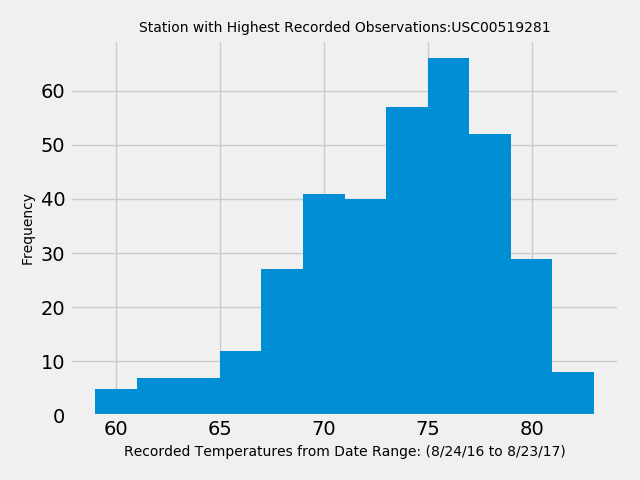 Station with Highest Recorded Observations:USC00519281
Frequency
60
50
40
30
20
10
0
60 65 70 75 80
Recorded Temperatures from Date Range: (8/24/16 to 8/23/17)